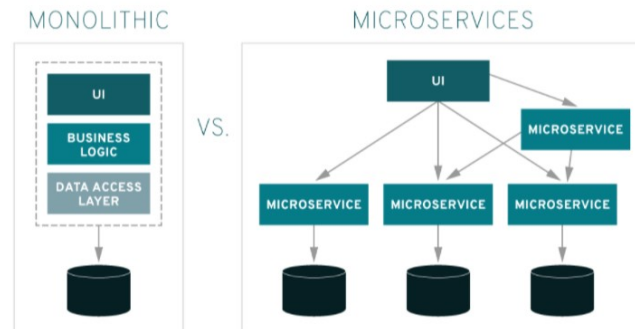 MONOLITHIC
UI
BUSINESS
LOGIC
DATA ACCESS
LAYER
VS.
MICROSERVICES
UI
MICROSERVICE
MICROSERVICE
MICROSERVICE
MICROSERVICE